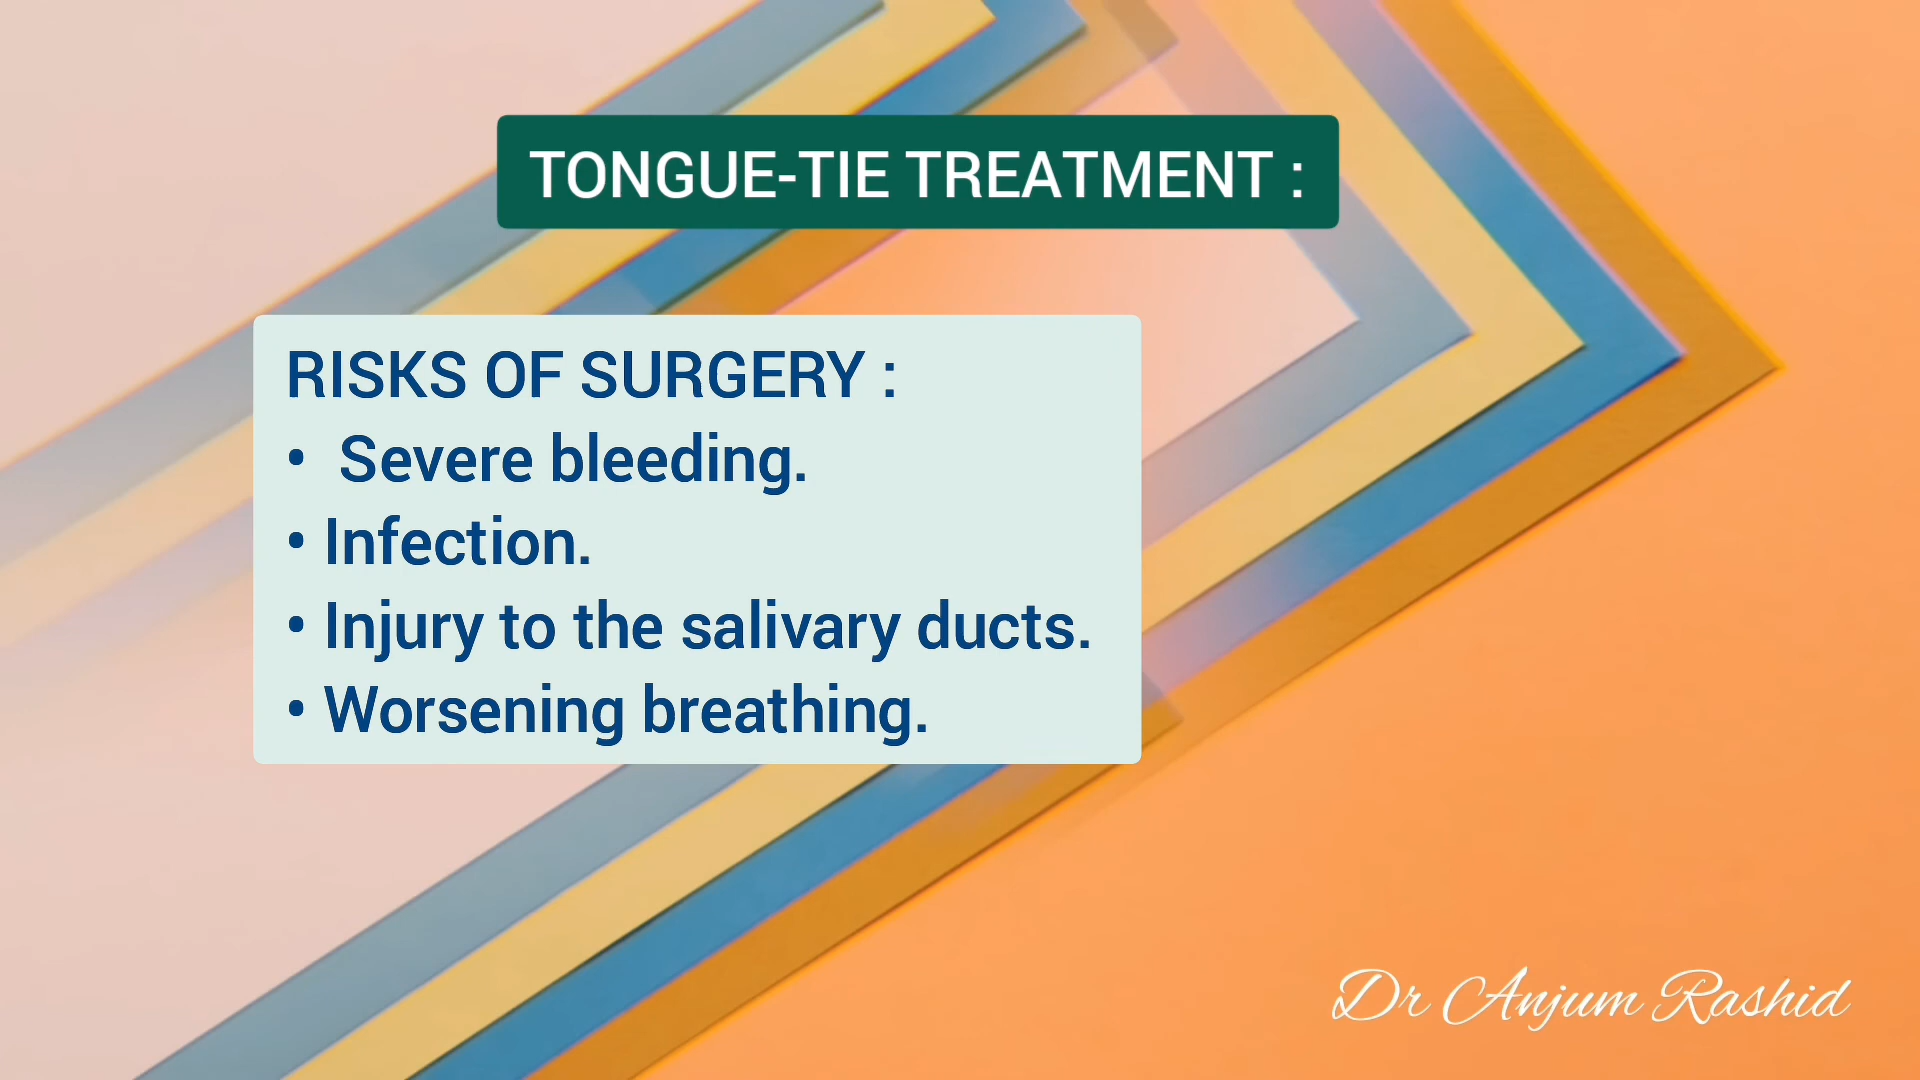 TONGUE-TIE TREATMENT :
RISKS OF SURGERY :
• Severe bleeding.
• Infection.
• Injury to the salivary ducts.
• Worsening breathing.
Dr Anjum Rashid